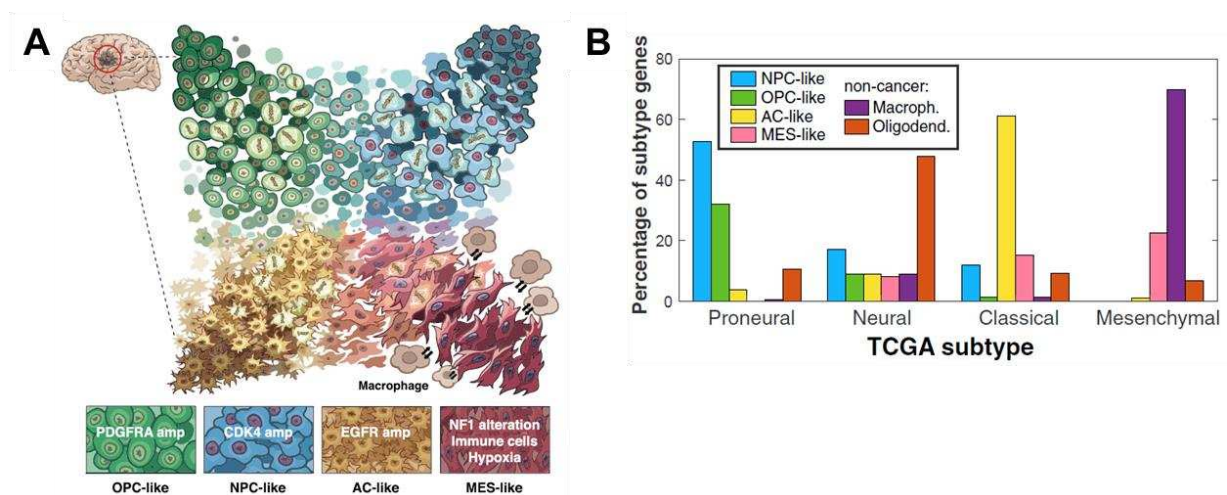 A
Macrophage
PDGFRA amp
CDK4 amp
EGFR amp
NF1 alteration
Immune cells
Hypoxia
OPC-like
NPC-like
AC-like
MES-like
B
Percentage of subtype genes
80
60
40
20
0
NPC-like
OPC-like
AC-like
MES-like
non-cancer:
Macroph.
Oligodend.
Proneural
Neural
Classical
Mesenchymal
TCGA subtype